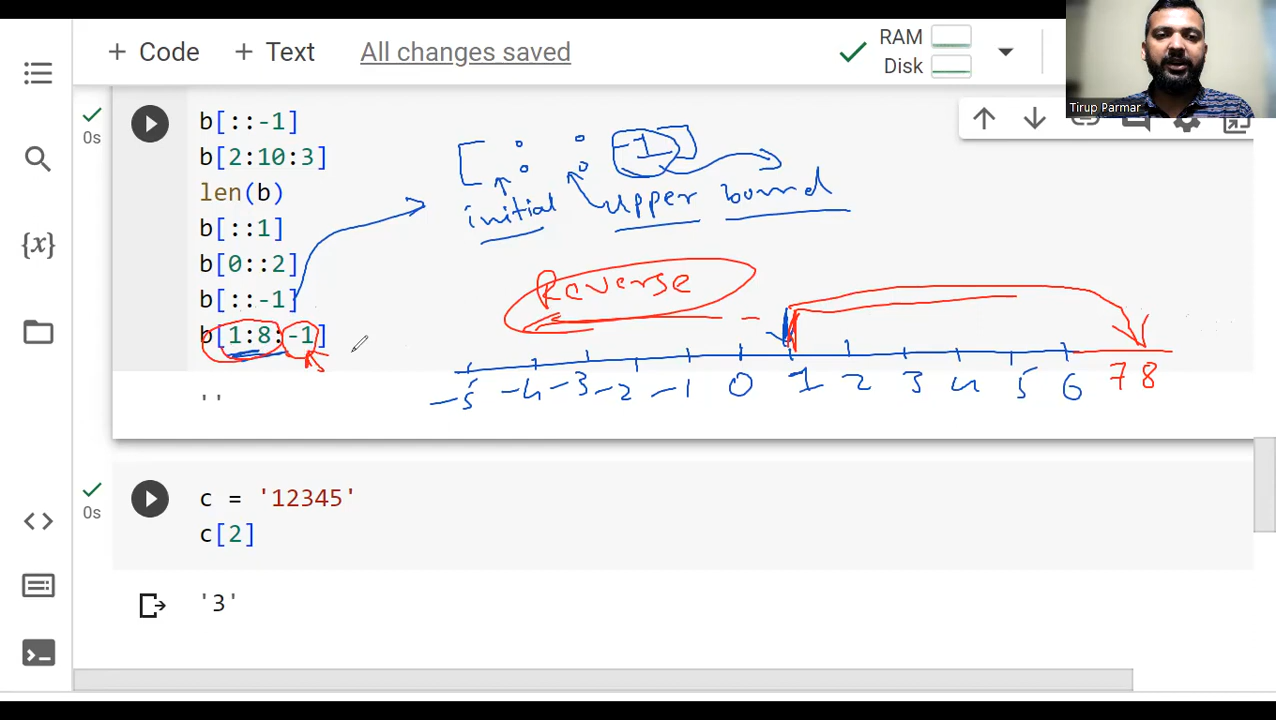 + Code + Text All changes saved
RAM
Disk
Tirup Parmar
b[::-1]
b[2:10:3]
len(b)
b[::1]
b[0::2]
b[::-1]
b[1:8:-1]
[ : : -1]
initial upper bound
Reverse
-5 -4 -3 -2 -1 0 1 2 3 4 5 6 7 8
0s
{x}
''
0s
c = '12345'
c[2]
'3'